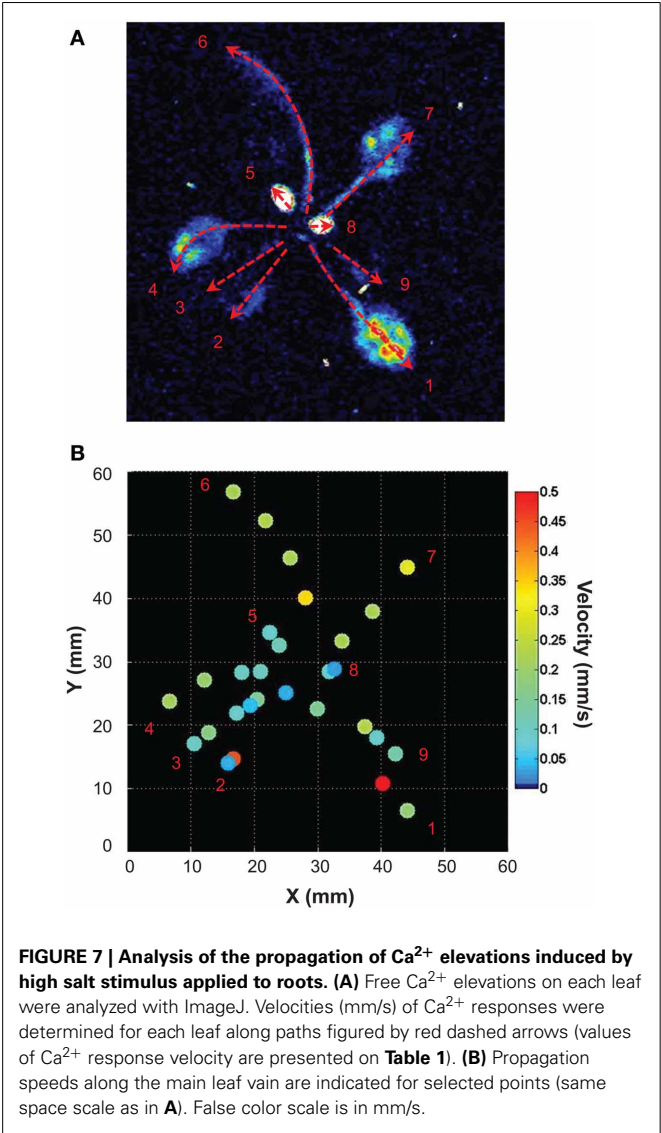 A
6
7
5
8
4
3
9
2
1
B
60
50
40
30
20
10
0
Y (mm)
0 10 20 30 40 50 60
X (mm)
6
7
5
8
4
3
9
2
1
0.5
0.45
0.4
0.35
0.3
0.25
0.2
0.15
0.1
0.05
0
Velocity (mm/s)
FIGURE 7 | Analysis of the propagation of Ca²⁺ elevations induced by
high salt stimulus applied to roots. (A) Free Ca²⁺ elevations on each leaf
were analyzed with ImageJ. Velocities (mm/s) of Ca²⁺ responses were
determined for each leaf along paths figured by red dashed arrows (values
of Ca²⁺ response velocity are presented on Table 1). (B) Propagation
speeds along the main leaf vain are indicated for selected points (same
space scale as in A). False color scale is in mm/s.